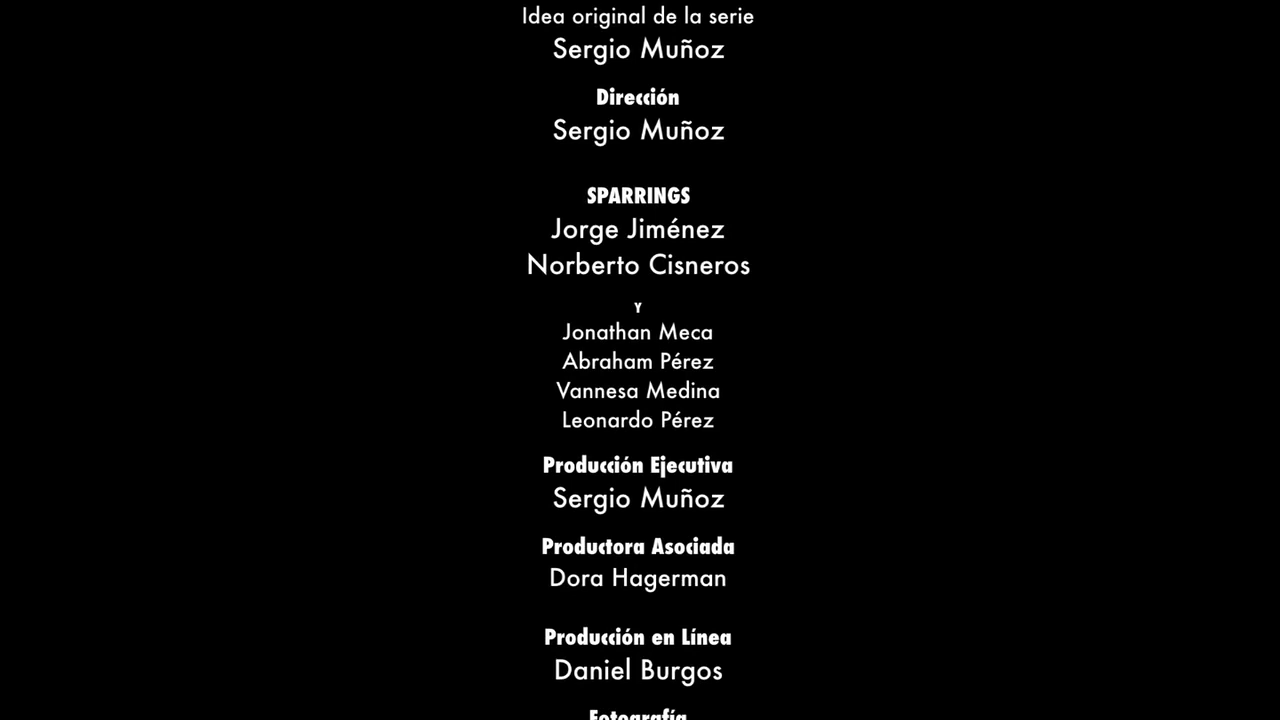 Idea original de la serie
Sergio Muñoz
Dirección
Sergio Muñoz
SPARRINGS
Jorge Jiménez
Norberto Cisneros
Y
Jonathan Meca
Abraham Pérez
Vannesa Medina
Leonardo Pérez
Producción Ejecutiva
Sergio Muñoz
Productora Asociada
Dora Hagerman
Producción en Línea
Daniel Burgos
Fotografía